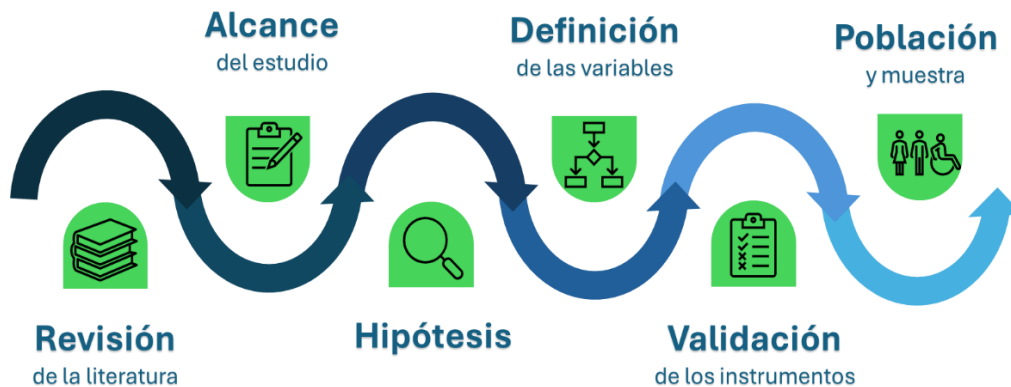 Alcance
del estudio
Definición
de las variables
Población
y muestra
Revisión
de la literatura
Hipótesis
Validación
de los instrumentos